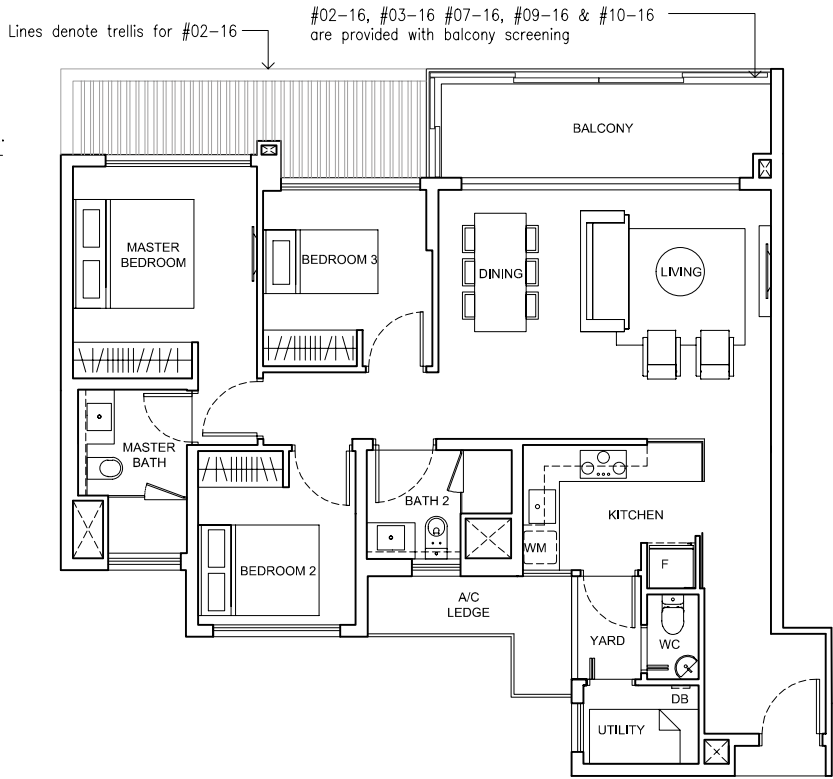 Lines denote trellis for #02-16
#02-16, #03-16 #07-16, #09-16 & #10-16
are provided with balcony screening
BALCONY
MASTER
BEDROOM
BEDROOM 3
DINING
LIVING
MASTER
BATH
BATH 2
KITCHEN
WM
BEDROOM 2
F
A/C
LEDGE
YARD
WC
DB
UTILITY